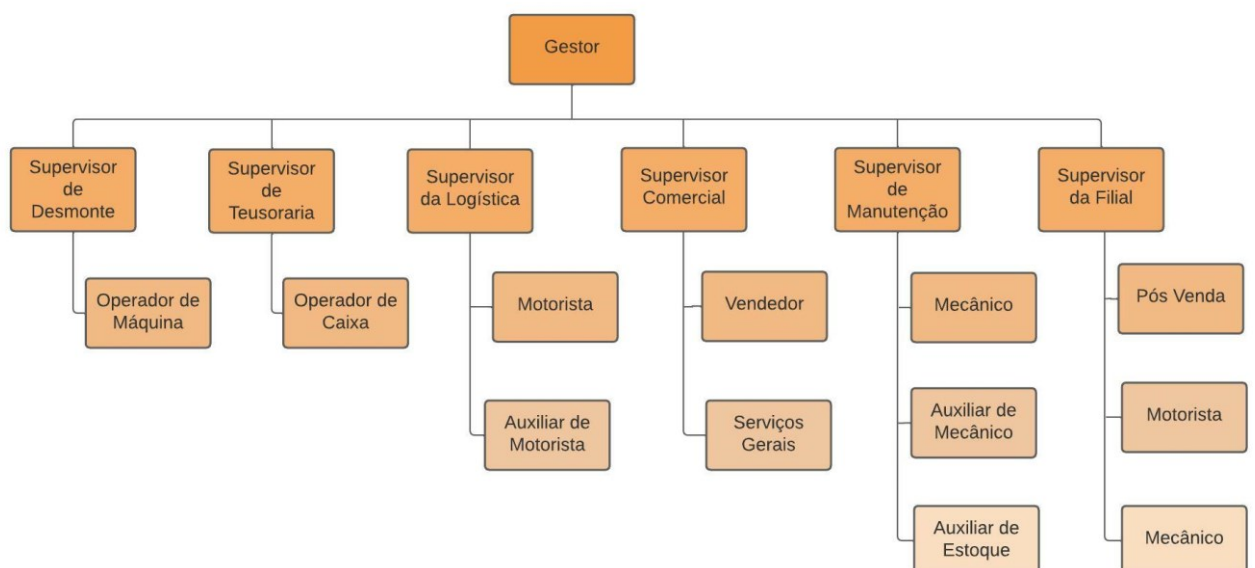 Gestor
Supervisor
de
Desmonte
Supervisor
de
Teusoraria
Supervisor
da Logística
Supervisor
Comercial
Supervisor
de
Manutenção
Supervisor
da Filial
Operador de
Máquina
Operador de
Caixa
Motorista
Vendedor
Mecânico
Pós Venda
Auxiliar de
Motorista
Serviços
Gerais
Auxiliar de
Mecânico
Motorista
Auxiliar de
Estoque
Mecânico